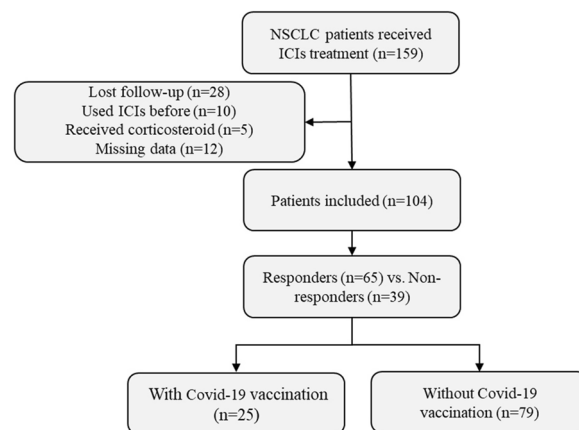 NSCLC patients received
ICIs treatment (n=159)
Lost follow-up (n=28)
Used ICIs before (n=10)
Received corticosteroid (n=5)
Missing data (n=12)
Patients included (n=104)
Responders (n=65) vs. Non-
responders (n=39)
With Covid-19 vaccination
(n=25)
Without Covid-19
vaccination (n=79)